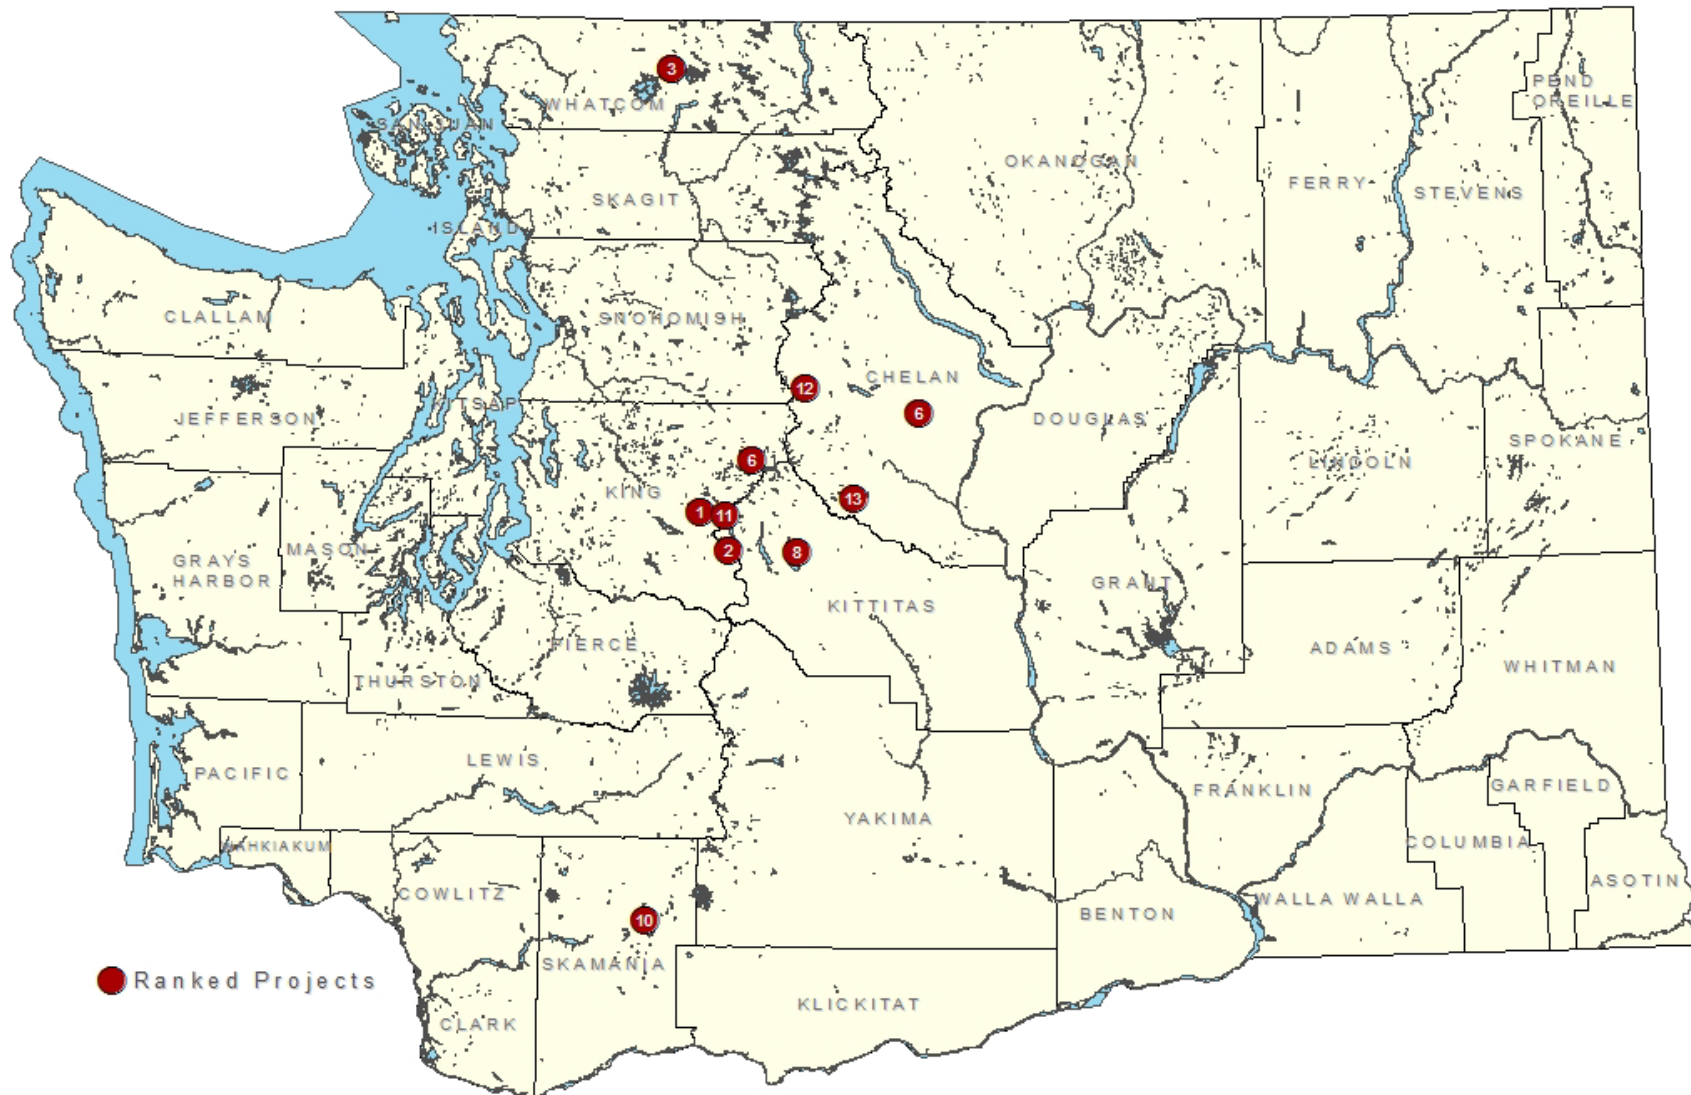 3
PEND
OREILLE
WHATCOM
SAN JUAN
OKANOGAN
FERRY
STEVENS
SKAGIT
ISLAND
CLALLAM
SNOHOMISH
12
CHELAN
6
JEFFERSON
KITSAP
DOUGLAS
SPOKANE
6
LINCOLN
KING
13
1
11
2
8
MASON
GRAYS
HARBOR
GRANT
KITTITAS
PIERCE
ADAMS
WHITMAN
THURSTON
LEWIS
PACIFIC
GARFIELD
FRANKLIN
YAKIMA
COLUMBIA
WAHKIAKUM
ASOTIN
COWLITZ
WALLA WALLA
BENTON
10
SKAMANIA
Ranked Projects
KLICKITAT
CLARK